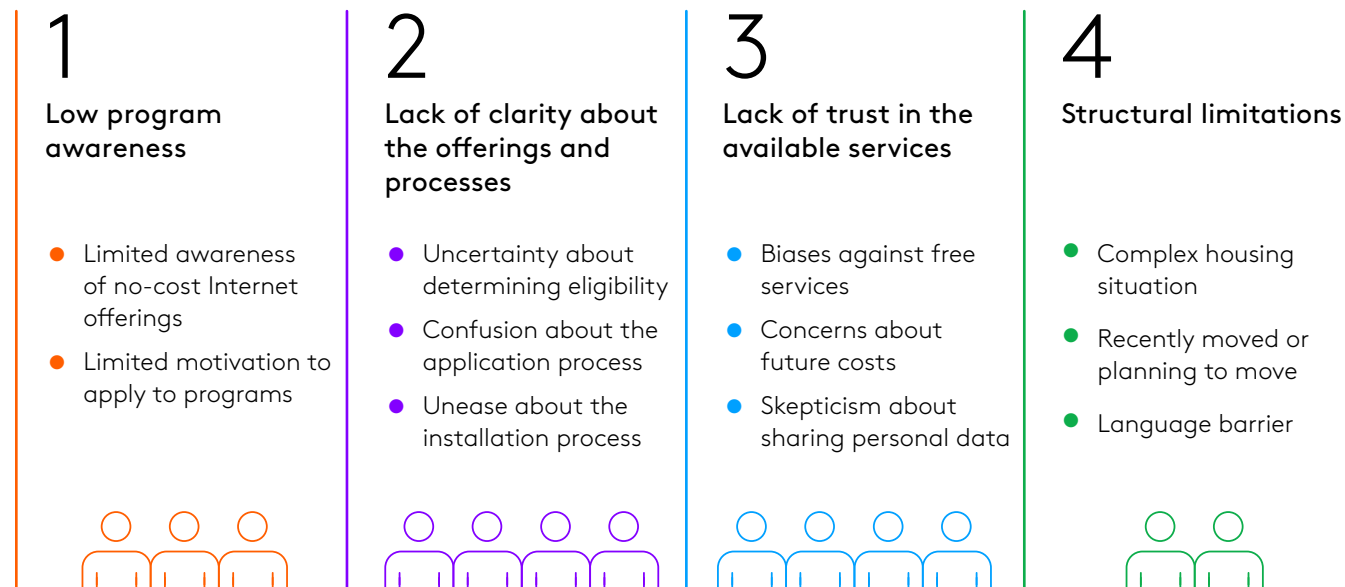 1
Low program
awareness
Limited awareness
of no-cost Internet
offerings
Limited motivation to
apply to programs
2
Lack of clarity about
the offerings and
processes
Uncertainty about
determining eligibility
Confusion about the
application process
Unease about the
installation process
3
Lack of trust in the
available services
Biases against free
services
Concerns about
future costs
Skepticism about
sharing personal data
4
Structural limitations
Complex housing
situation
Recently moved or
planning to move
Language barrier